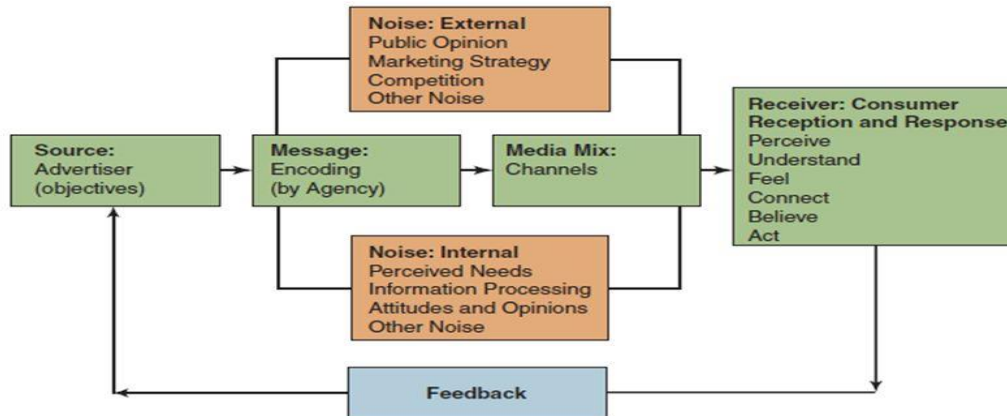 Noise: External
Public Opinion
Marketing Strategy
Competition
Other Noise
Source:
Advertiser
(objectives)
Message:
Encoding
(by Agency)
Media Mix:
Channels
Receiver: Consumer
Reception and Response
Perceive
Understand
Feel
Connect
Believe
Act
Noise: Internal
Perceived Needs
Information Processing
Attitudes and Opinions
Other Noise
Feedback